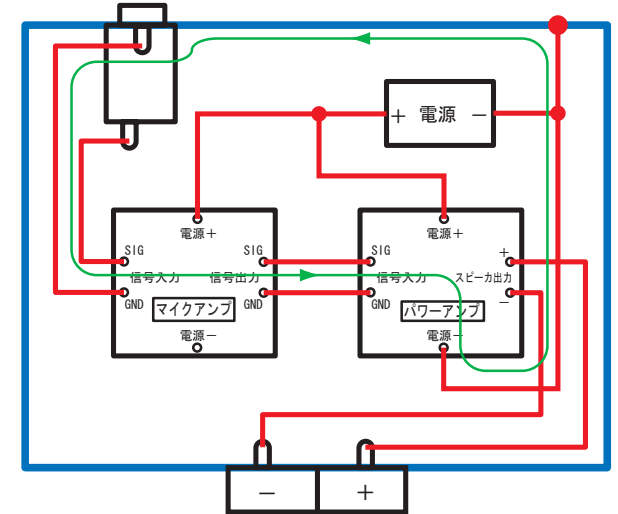 + 電源 −
電源+
SIG
SIG
信号入力
信号出力
GND
マイクアンプ
GND
電源−
電源+
SIG
+
信号入力
スピーカ出力
GND
パワーアンプ
−
電源−
− +